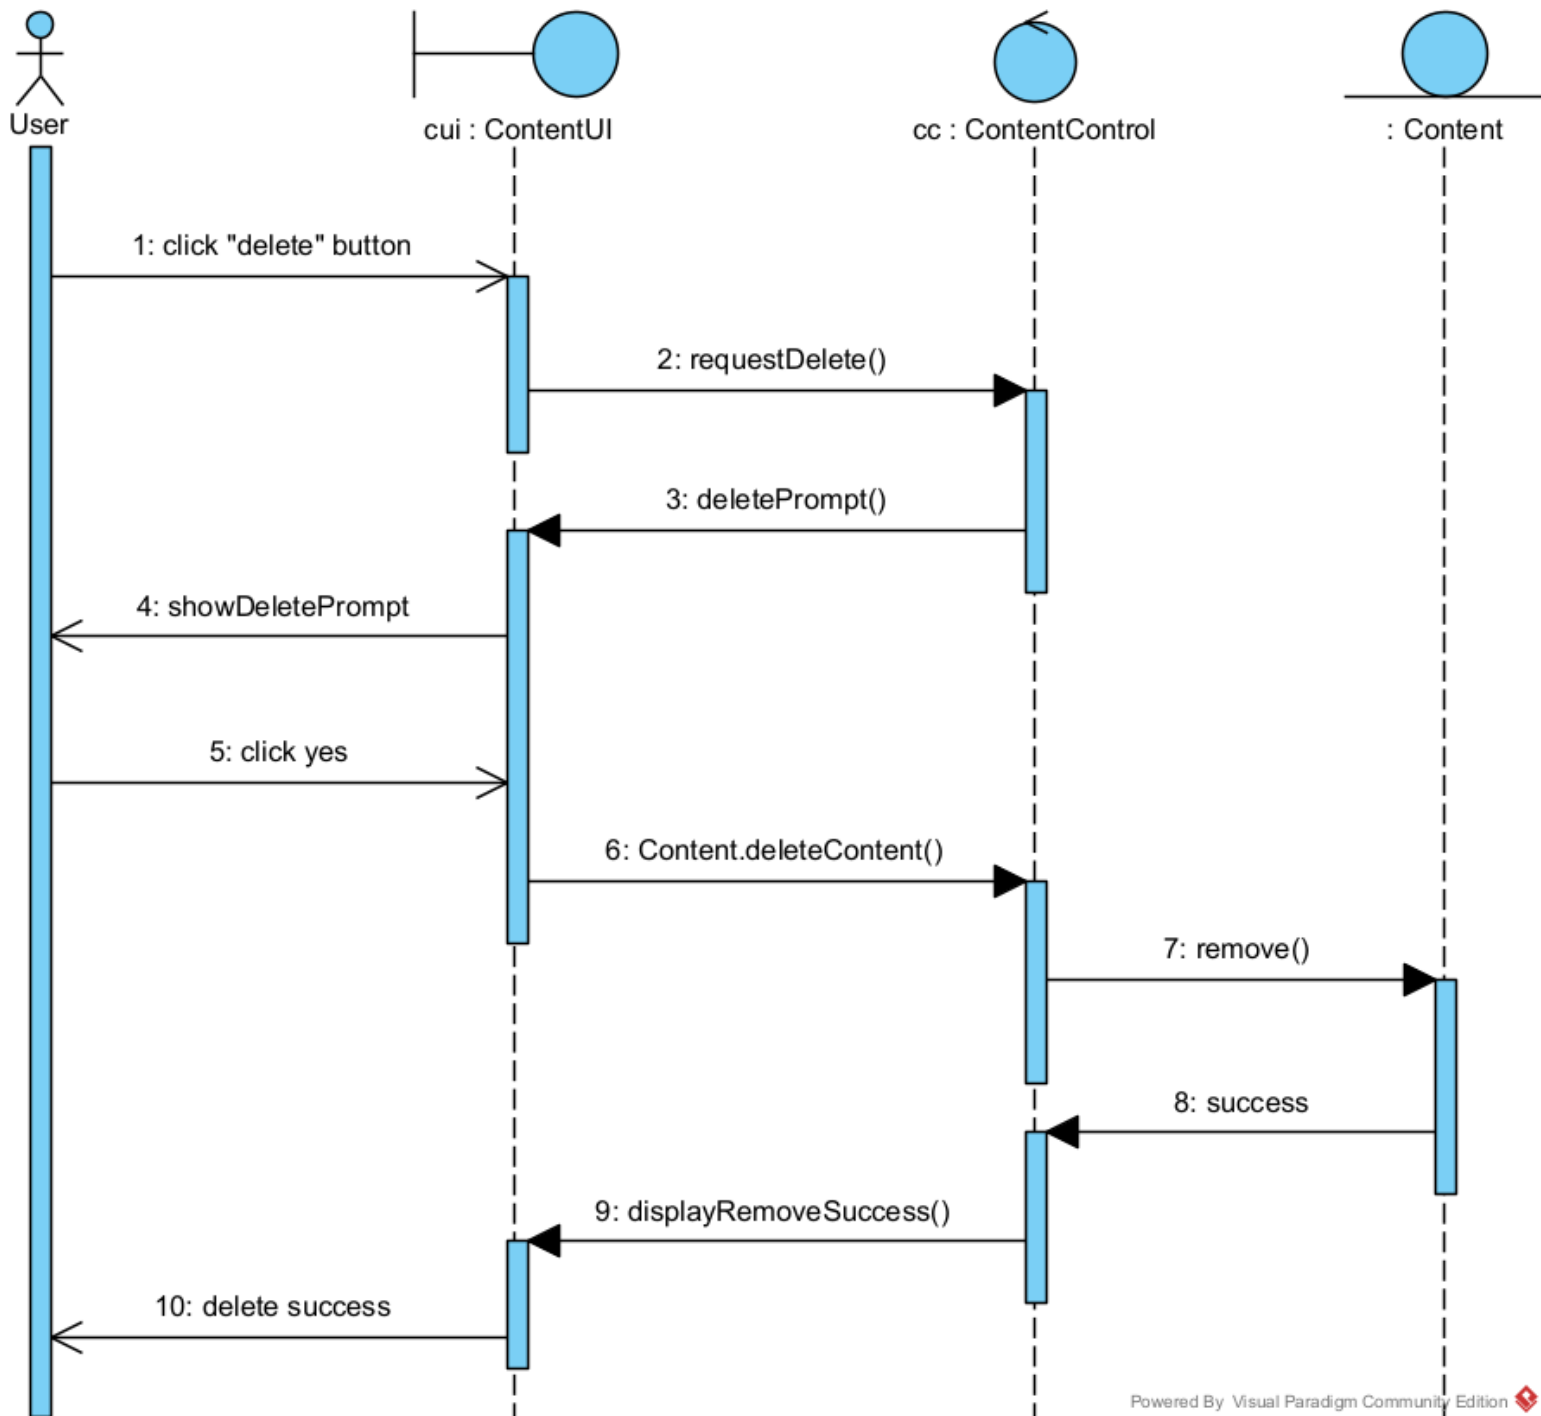 User
cui : ContentUI
cc : ContentControl
: Content
1: click "delete" button
2: requestDelete()
3: deletePrompt()
4: showDeletePrompt
5: click yes
6: Content.deleteContent()
7: remove()
8: success
9: displayRemoveSuccess()
10: delete success
Powered By Visual Paradigm Community Edition